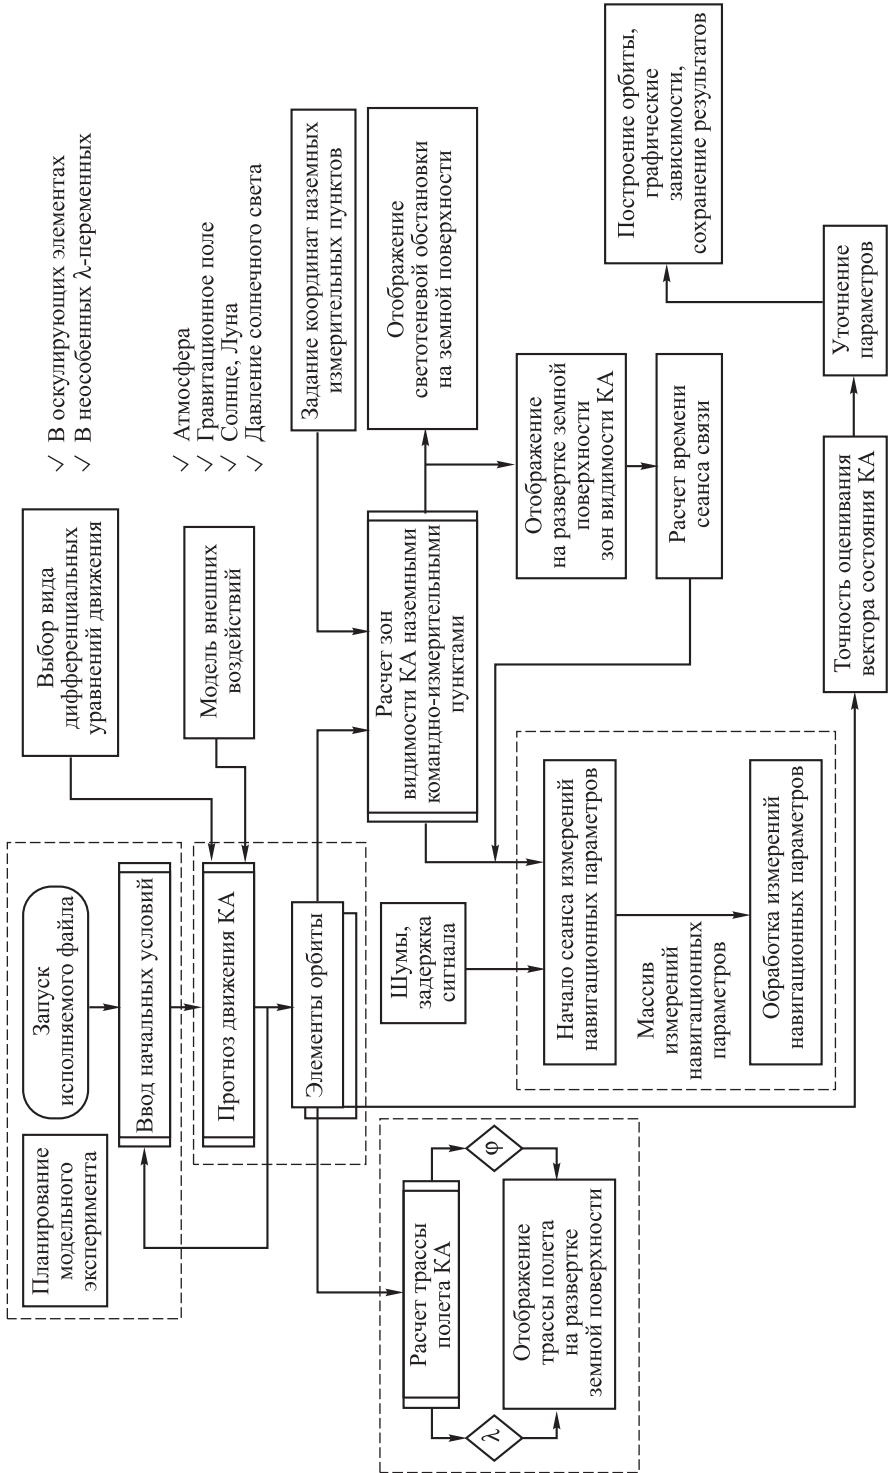 Планирование
модельного
эксперимента
Запуск
исполняемого файла
Ввод начальных условий
Выбор вида
дифференциальных
уравнений движения
✓ В оскулирующих элементах
✓ В неособенных λ-переменных
Прогноз движения КА
Модель внешних
воздействий
✓ Атмосфера
✓ Гравитационное поле
✓ Солнце, Луна
✓ Давление солнечного света
Элементы орбиты
Задание координат наземных
измерительных пунктов
Расчет трассы
полета КА
λ
φ
Отображение
трассы полета
на развертке
земной поверхности
Шумы,
задержка
сигнала
Расчет зон
видимости КА наземными
командно-измерительными
пунктами
Отображение
светотеневой обстановки
на земной поверхности
Отображение
на развертке земной
поверхности
зон видимости КА
Расчет времени
сеанса связи
Начало сеанса измерений
навигационных параметров
Массив
измерений
навигационных
параметров
Обработка измерений
навигационных параметров
Точность оценивания
вектора состояния КА
Уточнение
параметров
Построение орбиты,
графические
зависимости,
сохранение результатов